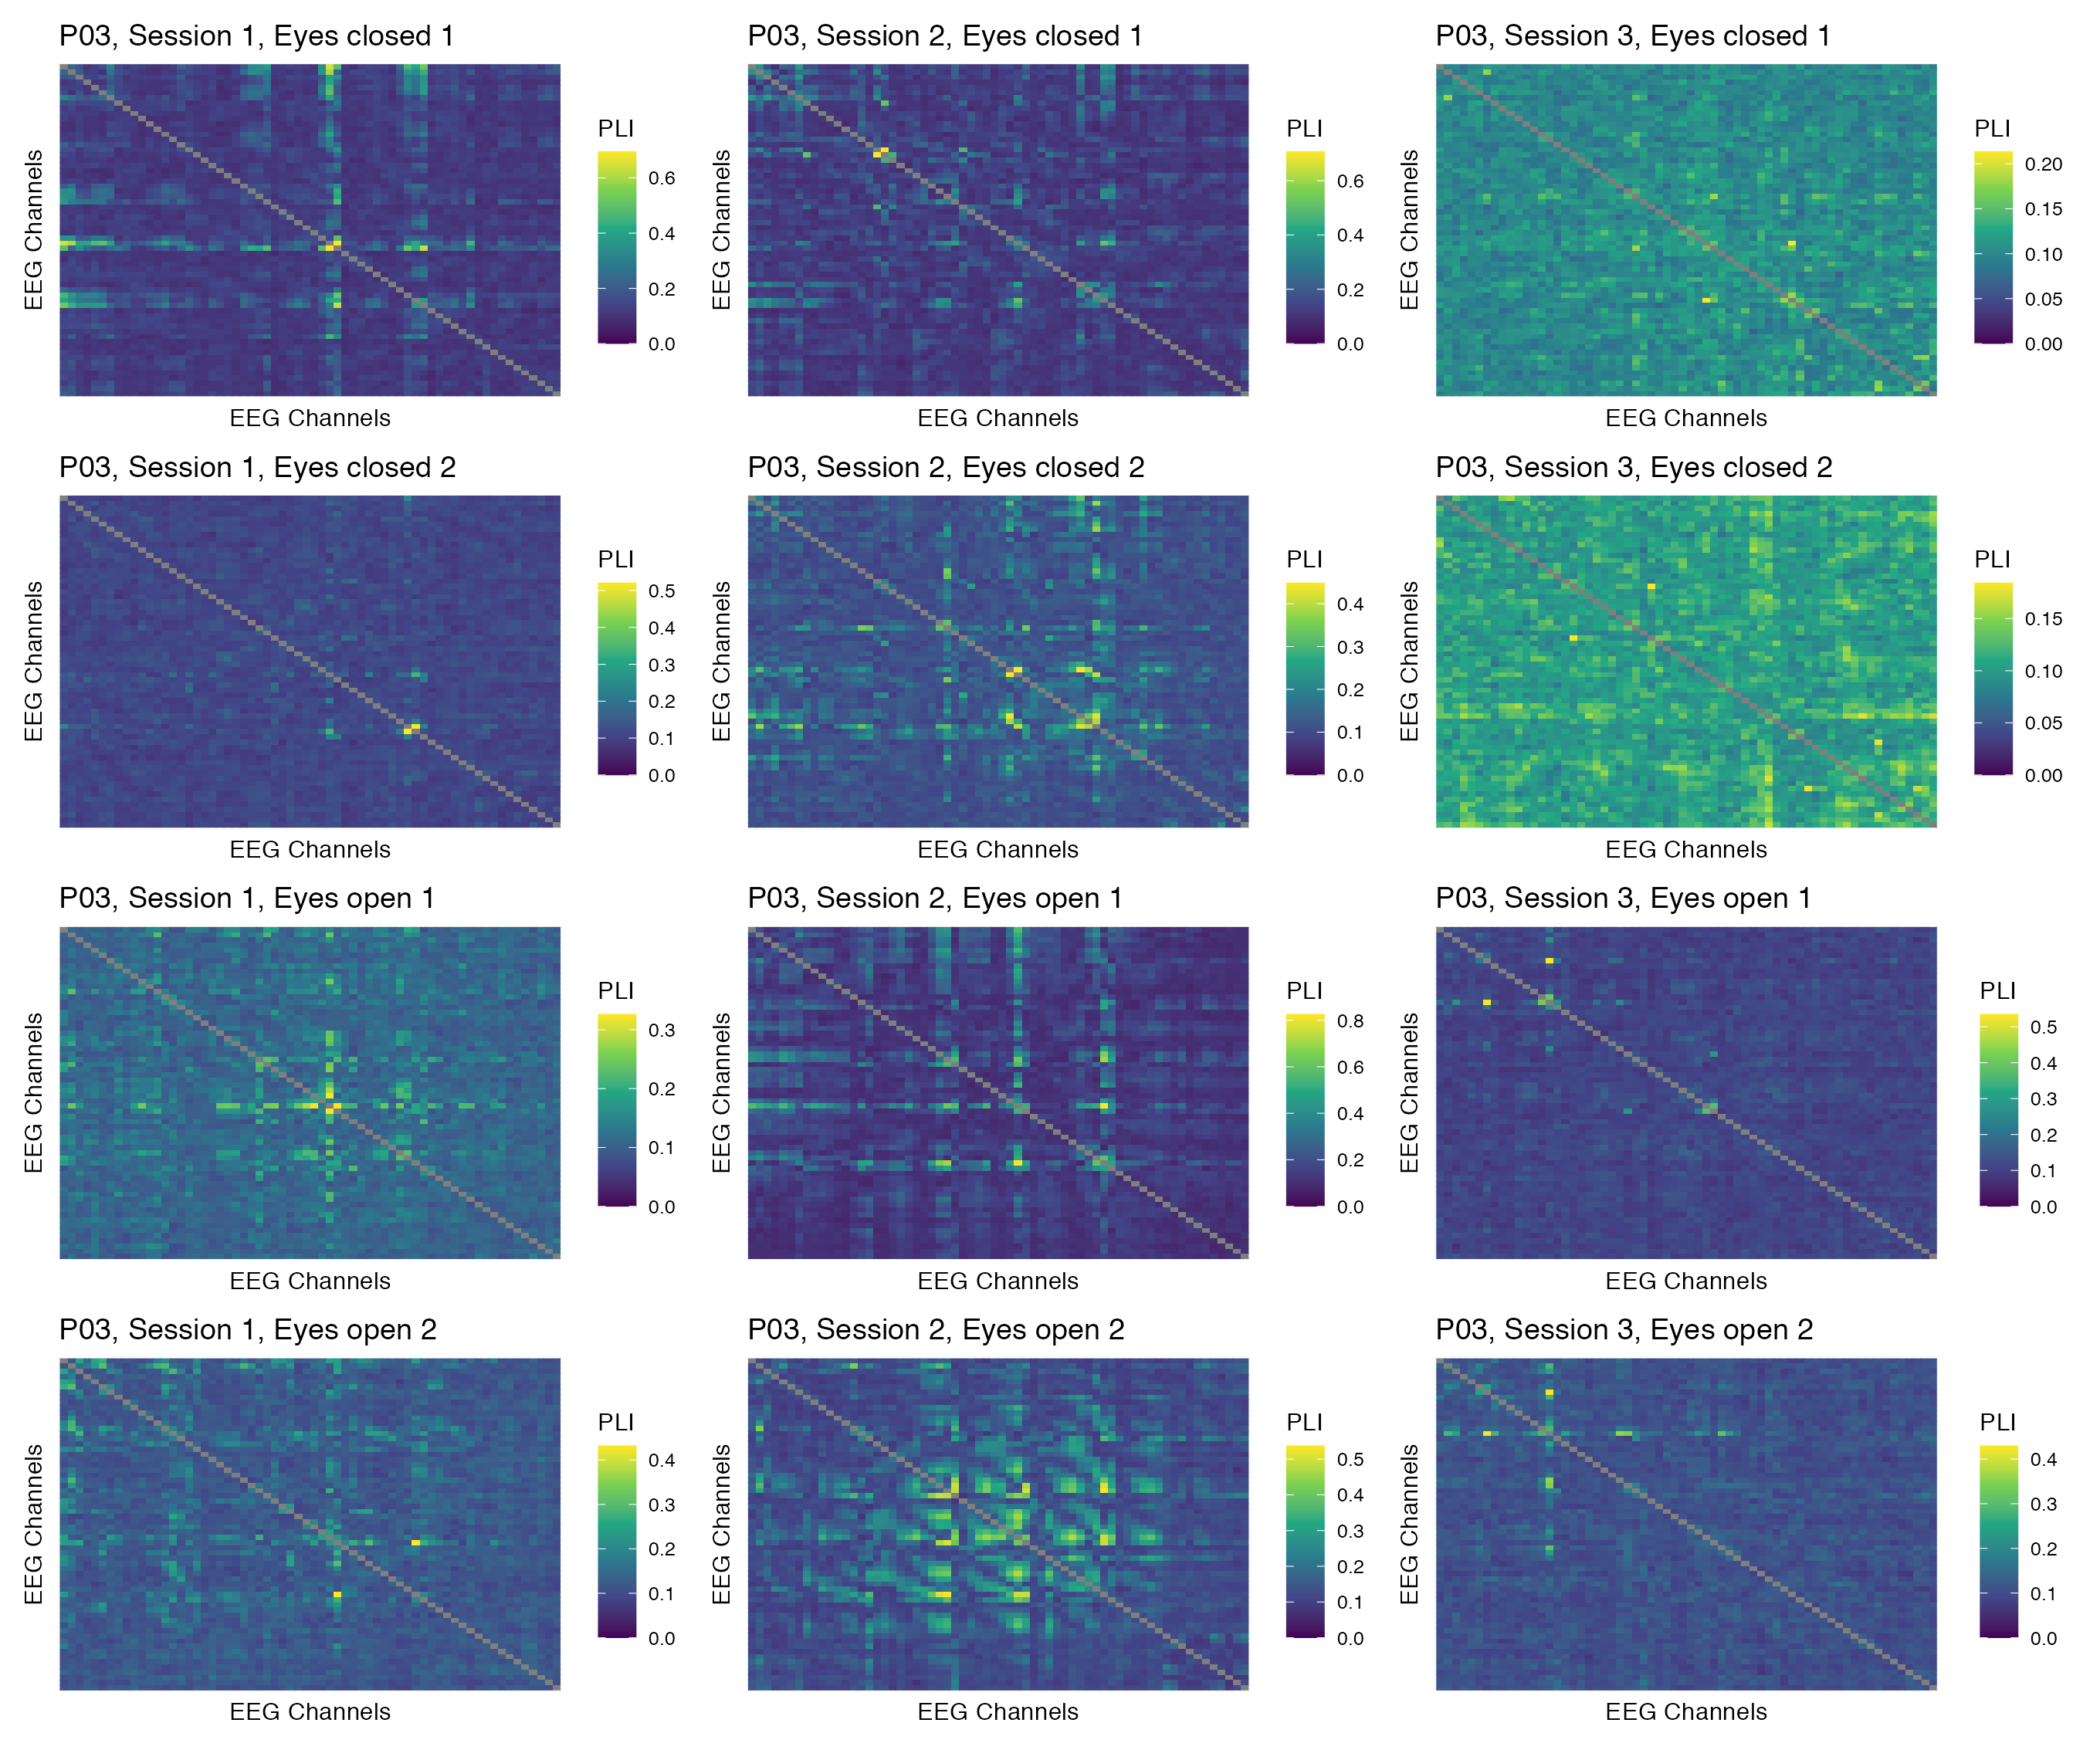 P03, Session 1, Eyes closed 1
EEG Channels
EEG Channels
PLI
0.6
0.4
0.2
0.0
P03, Session 2, Eyes closed 1
EEG Channels
EEG Channels
PLI
0.6
0.4
0.2
0.0
P03, Session 3, Eyes closed 1
EEG Channels
EEG Channels
PLI
0.20
0.15
0.10
0.05
0.00
P03, Session 1, Eyes closed 2
EEG Channels
EEG Channels
PLI
0.5
0.4
0.3
0.2
0.1
0.0
P03, Session 2, Eyes closed 2
EEG Channels
EEG Channels
PLI
0.4
0.3
0.2
0.1
0.0
P03, Session 3, Eyes closed 2
EEG Channels
EEG Channels
PLI
0.15
0.10
0.05
0.00
P03, Session 1, Eyes open 1
EEG Channels
EEG Channels
PLI
0.3
0.2
0.1
0.0
P03, Session 2, Eyes open 1
EEG Channels
EEG Channels
PLI
0.8
0.6
0.4
0.2
0.0
P03, Session 3, Eyes open 1
EEG Channels
EEG Channels
PLI
0.5
0.4
0.3
0.2
0.1
0.0
P03, Session 1, Eyes open 2
EEG Channels
EEG Channels
PLI
0.4
0.3
0.2
0.1
0.0
P03, Session 2, Eyes open 2
EEG Channels
EEG Channels
PLI
0.5
0.4
0.3
0.2
0.1
0.0
P03, Session 3, Eyes open 2
EEG Channels
EEG Channels
PLI
0.4
0.3
0.2
0.1
0.0